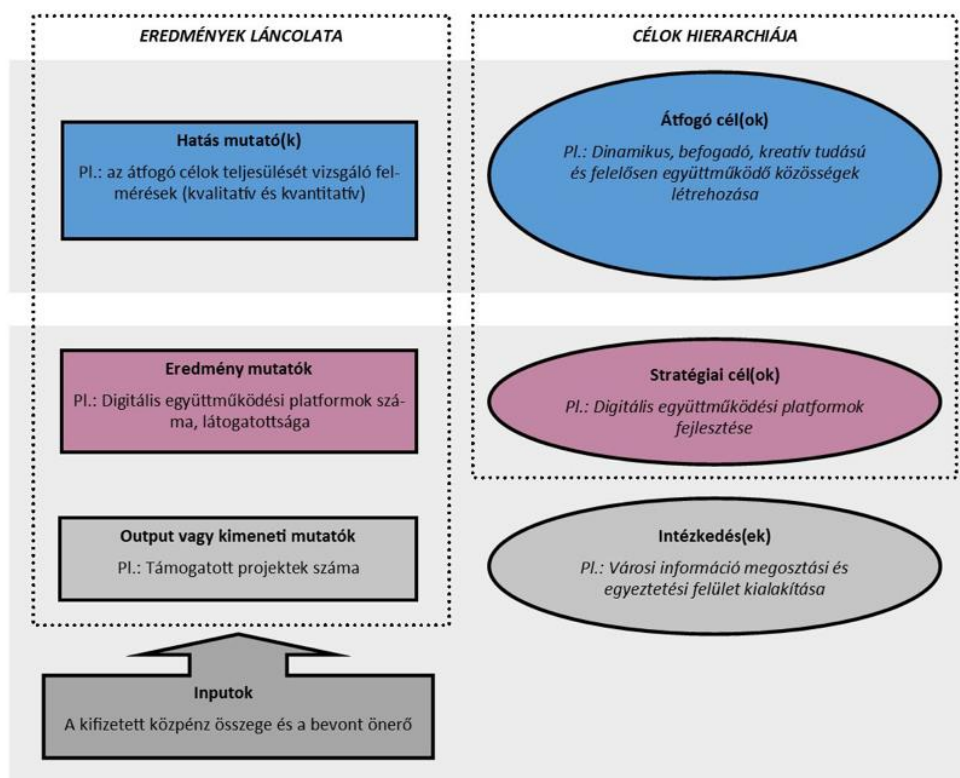 EREDMÉNYEK LÁNCOLATA
Hatás mutató(k)
Pl.: az átfogó célok teljesülését vizsgáló fel-
mérések (kvalitatív és kvantitatív)
Eredmény mutatók
Pl.: Digitális együttműködési platformok szá-
ma, látogatottsága
Output vagy kimeneti mutatók
Pl.: Támogatott projektek száma
Inputok
A kifizetett közpénz összege és a bevont önerő
CÉLOK HIERARCHIÁJA
Átfogó cél(ok)
Pl.: Dinamikus, befogadó, kreatív tudású
és felelősen együttműködő közösségek
létrehozása
Stratégiai cél(ok)
Pl.: Digitális együttműködési platformok
fejlesztése
Intézkedés(ek)
Pl.: Városi információ megosztási és
egyeztetési felület kialakítása